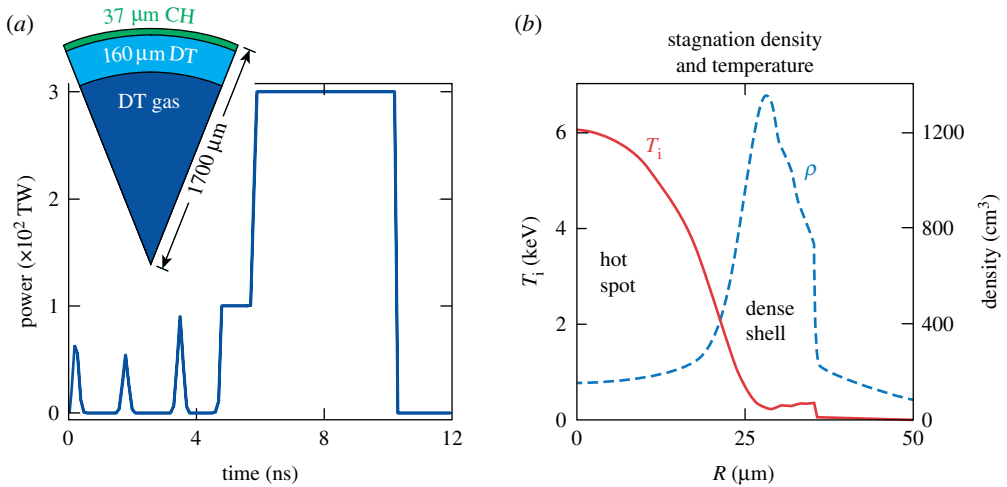 (a)
37 μm CH
160 μm DT
DT gas
1700 μm
power (×10² TW)
3
2
1
0
0
4
8
12
time (ns)
(b)
stagnation density
and temperature
6
4
2
0
Tᵢ (keV)
Tᵢ
ρ
hot
spot
dense
shell
1200
800
400
0
density (cm³)
0
25
50
R (μm)